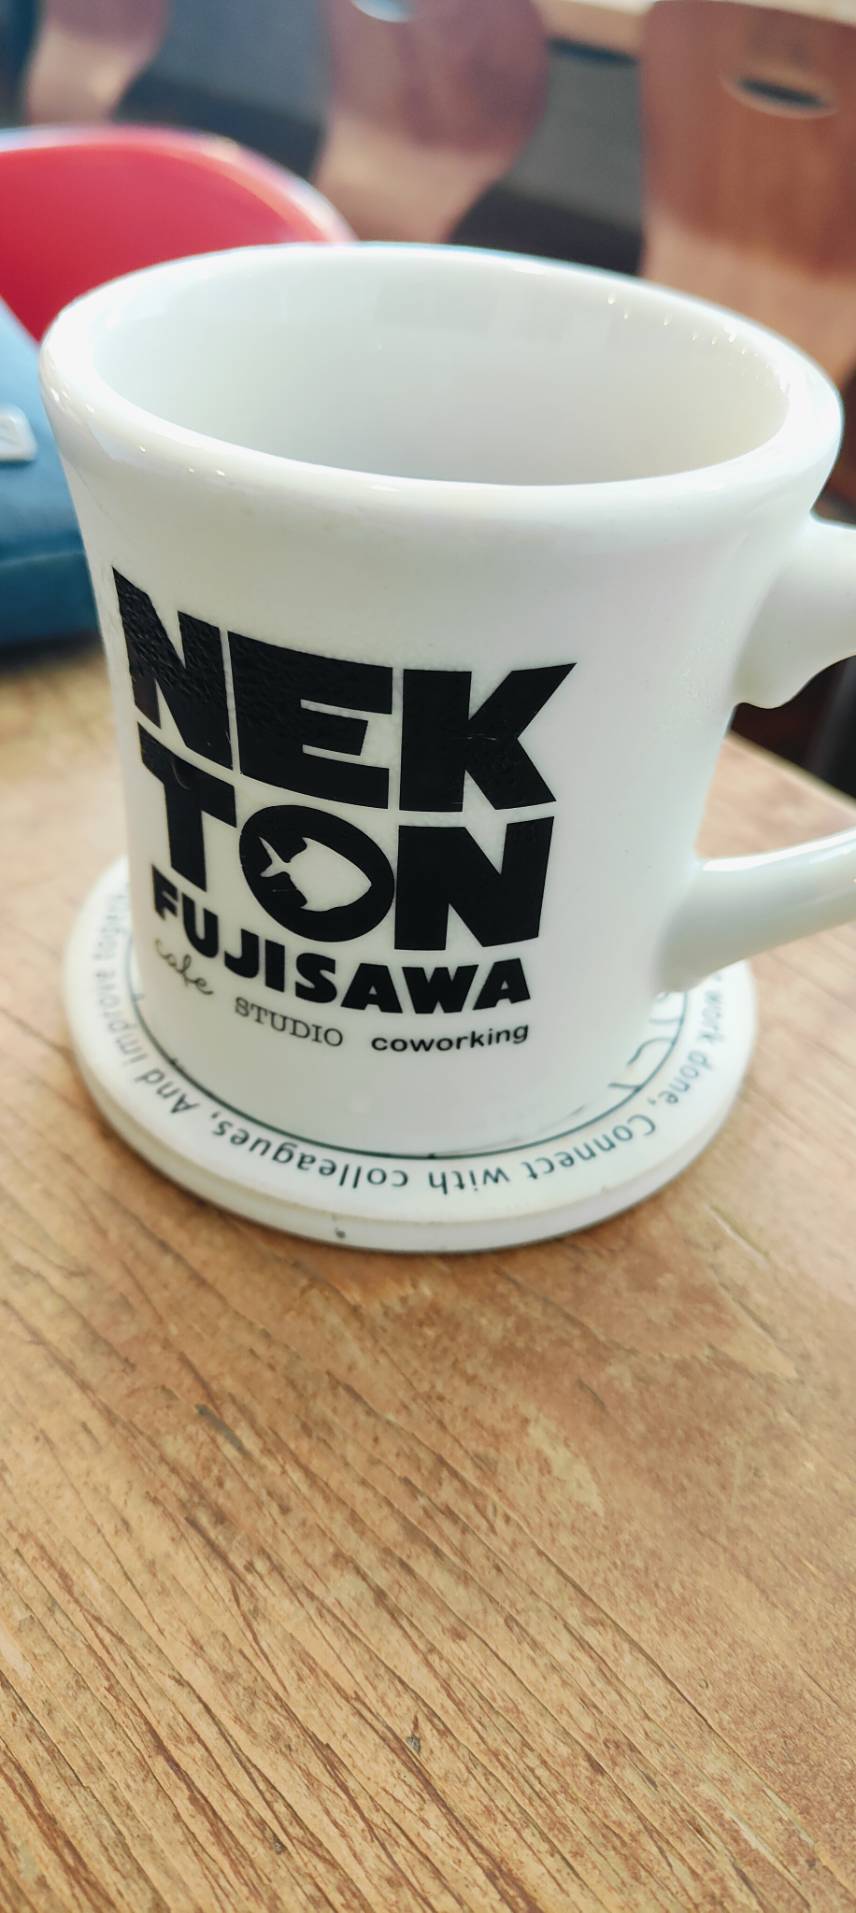 NEK
TON
FUJISAWA
cafe STUDIO coworking
work done, Connect with colleagues, And improve